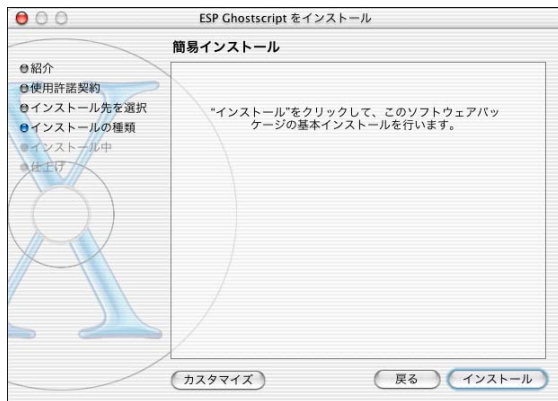 ESP Ghostscript をインストール
簡易インストール
紹介
使用許諾契約
インストール先を選択
インストールの種類
インストール中
仕上げ
“インストール”をクリックして、このソフトウェアパッ
ケージの基本インストールを行います。
カスタマイズ
戻る
インストール